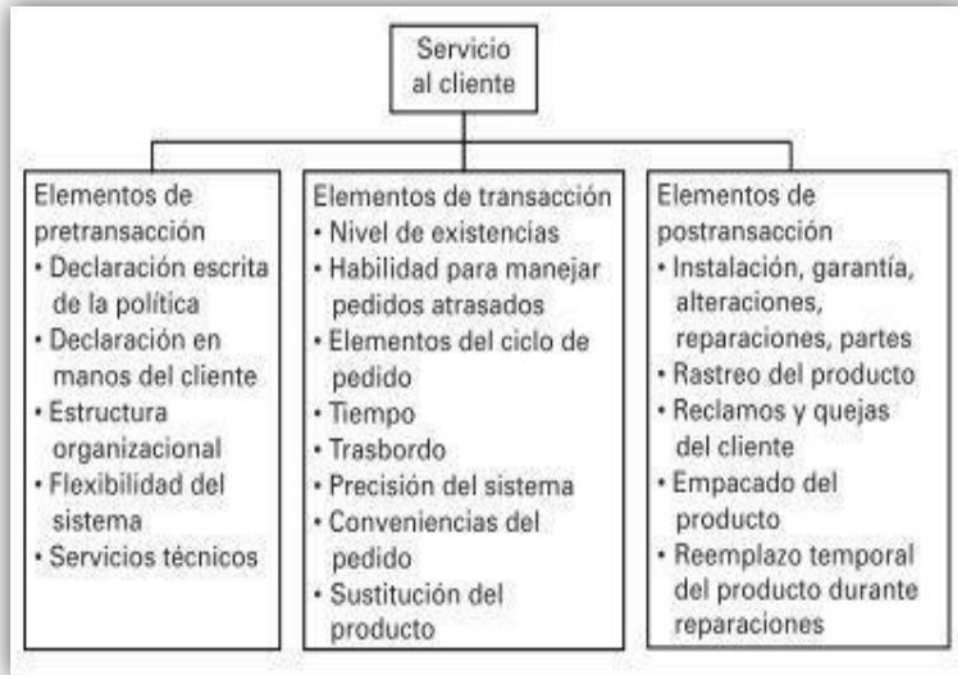 Servicio
al cliente
Elementos de
pretransacción
• Declaración escrita
de la política
• Declaración en
manos del cliente
• Estructura
organizacional
• Flexibilidad del
sistema
• Servicios técnicos
Elementos de transacción
• Nivel de existencias
• Habilidad para manejar
pedidos atrasados
• Elementos del ciclo de
pedido
• Tiempo
• Trasbordo
• Precisión del sistema
• Conveniencias del
pedido
• Sustitución del
producto
Elementos de
postransacción
• Instalación, garantía,
alteraciones,
reparaciones, partes
• Rastreo del producto
• Reclamos y quejas
del cliente
• Empacado del
producto
• Reemplazo temporal
del producto durante
reparaciones